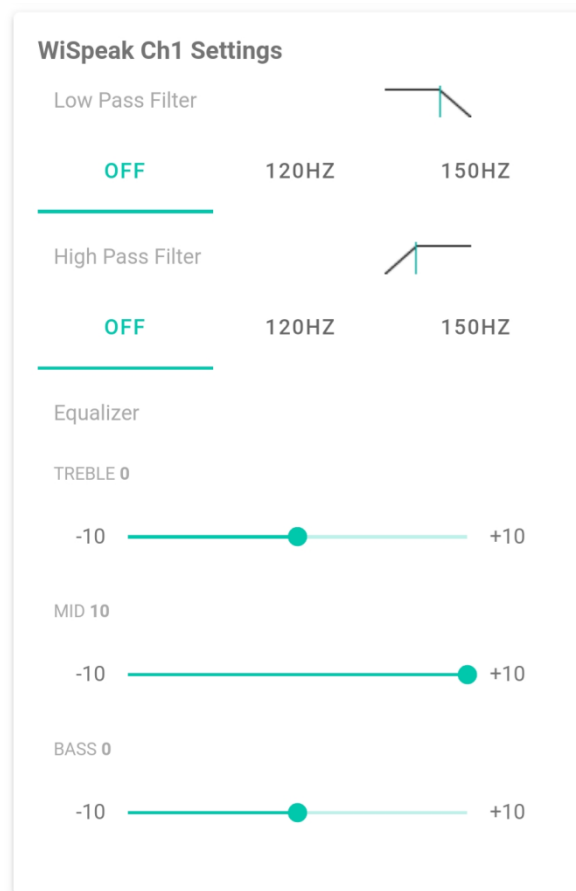 WiSpeak Ch1 Settings
Low Pass Filter
OFF 120HZ 150HZ
High Pass Filter
OFF 120HZ 150HZ
Equalizer
TREBLE 0
-10 +10
MID 10
-10 +10
BASS 0
-10 +10